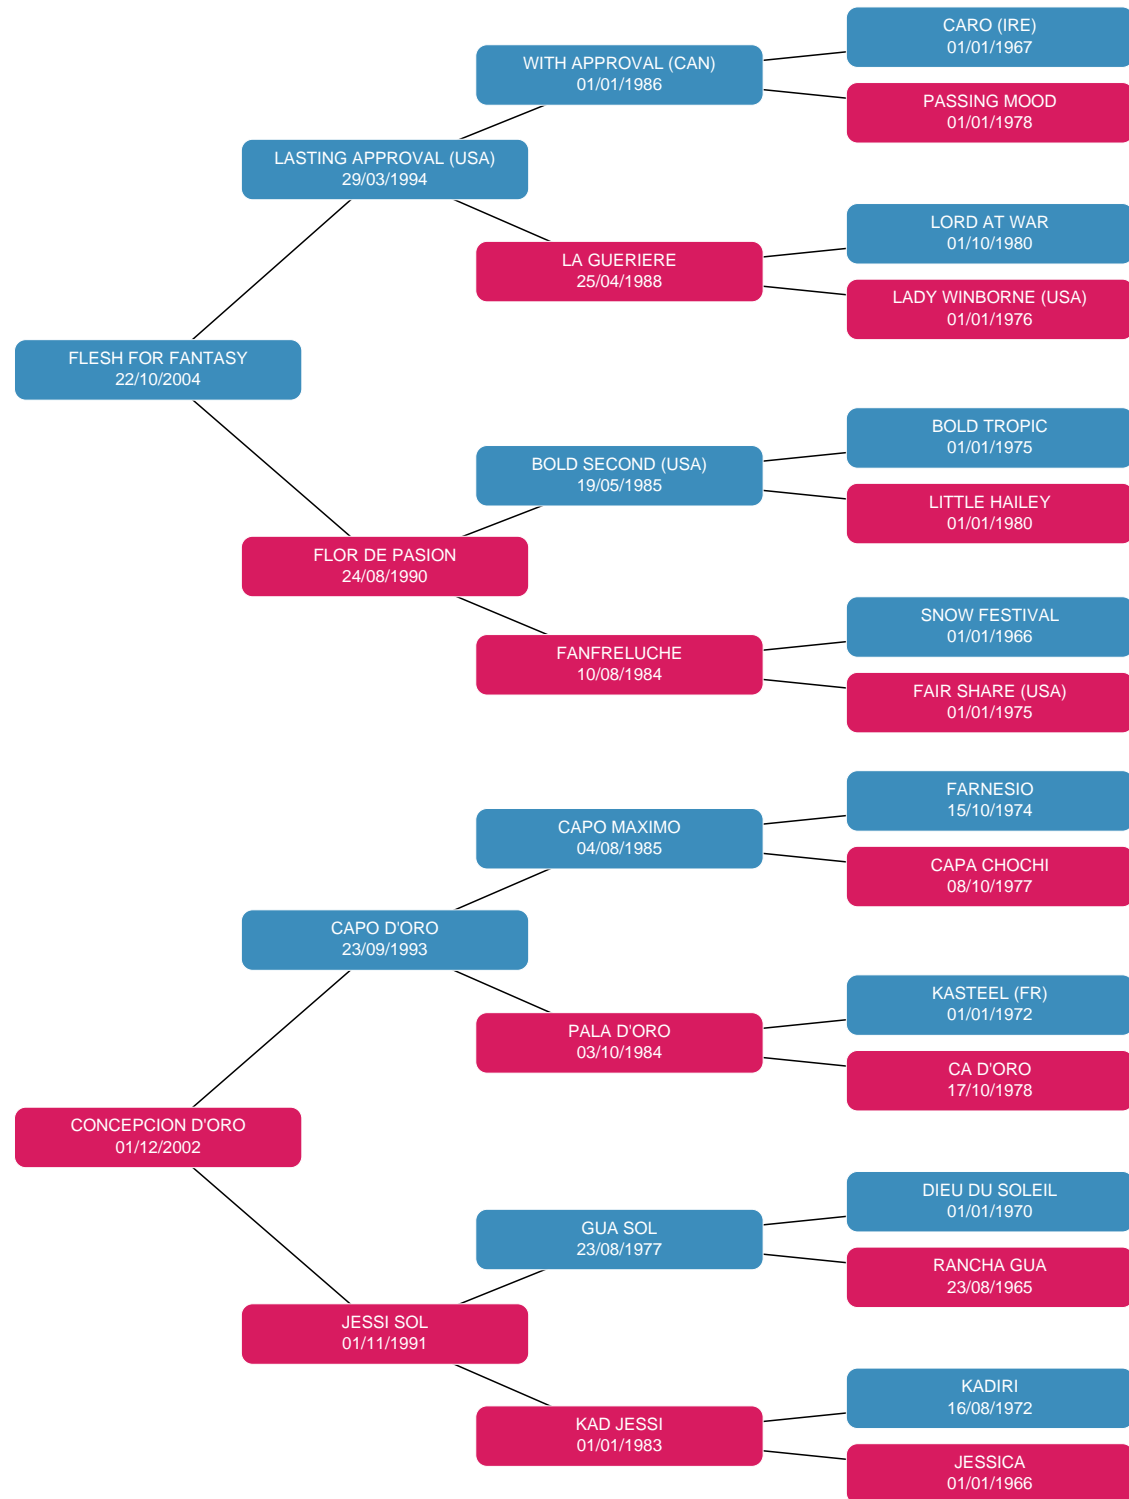 CARO (IRE)
01/01/1967
WITH APPROVAL (CAN)
01/01/1986
PASSING MOOD
01/01/1978
LASTING APPROVAL (USA)
29/03/1994
LORD AT WAR
01/10/1980
LA GUERIERE
25/04/1988
LADY WINBORNE (USA)
01/01/1976
FLESH FOR FANTASY
22/10/2004
BOLD TROPIC
01/01/1975
BOLD SECOND (USA)
19/05/1985
LITTLE HAILEY
01/01/1980
FLOR DE PASION
24/08/1990
SNOW FESTIVAL
01/01/1966
FANFRELUCHE
10/08/1984
FAIR SHARE (USA)
01/01/1975
FARNESIO
15/10/1974
CAPO MAXIMO
04/08/1985
CAPA CHOCHI
08/10/1977
CAPO D'ORO
23/09/1993
KASTEEL (FR)
01/01/1972
PALA D'ORO
03/10/1984
CA D'ORO
17/10/1978
CONCEPCION D'ORO
01/12/2002
DIEU DU SOLEIL
01/01/1970
GUA SOL
23/08/1977
RANCHA GUA
23/08/1965
JESSI SOL
01/11/1991
KADIRI
16/08/1972
KAD JESSI
01/01/1983
JESSICA
01/01/1966